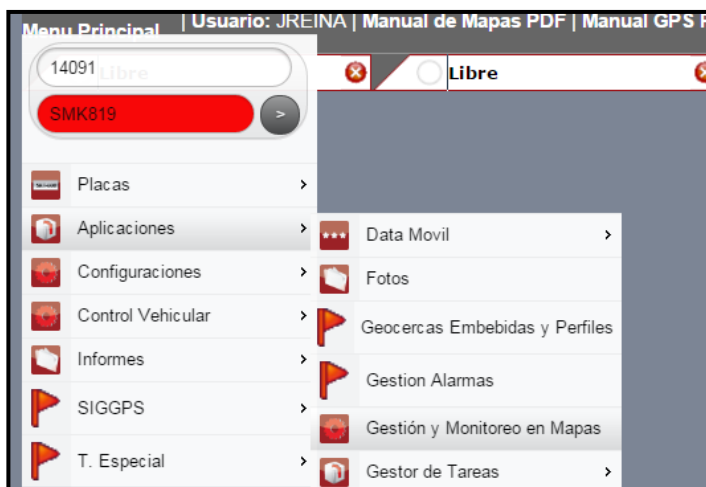 Menu Principal
| Usuario: JREINA | Manual de Mapas PDF | Manual GPS
14091
Libre
Libre
SMK819
>
Placas
Aplicaciones
Configuraciones
Control Vehicular
Informes
SIGGPS
T. Especial
Data Movil
Fotos
Geocercas Embebidas y Perfiles
Gestion Alarmas
Gestión y Monitoreo en Mapas
Gestor de Tareas